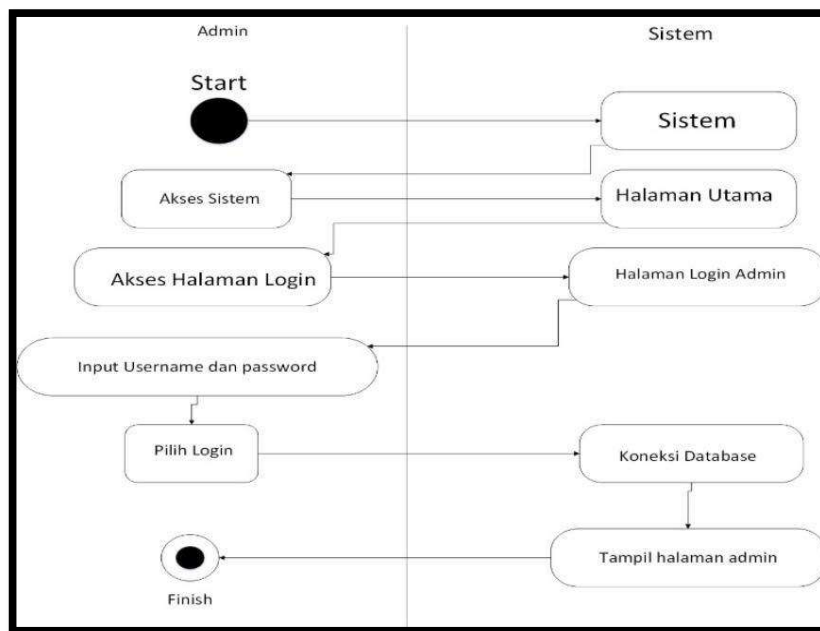 Admin
Sistem
Start
Sistem
Akses Sistem
Halaman Utama
Akses Halaman Login
Halaman Login Admin
Input Username dan password
Pilih Login
Koneksi Database
Tampil halaman admin
Finish